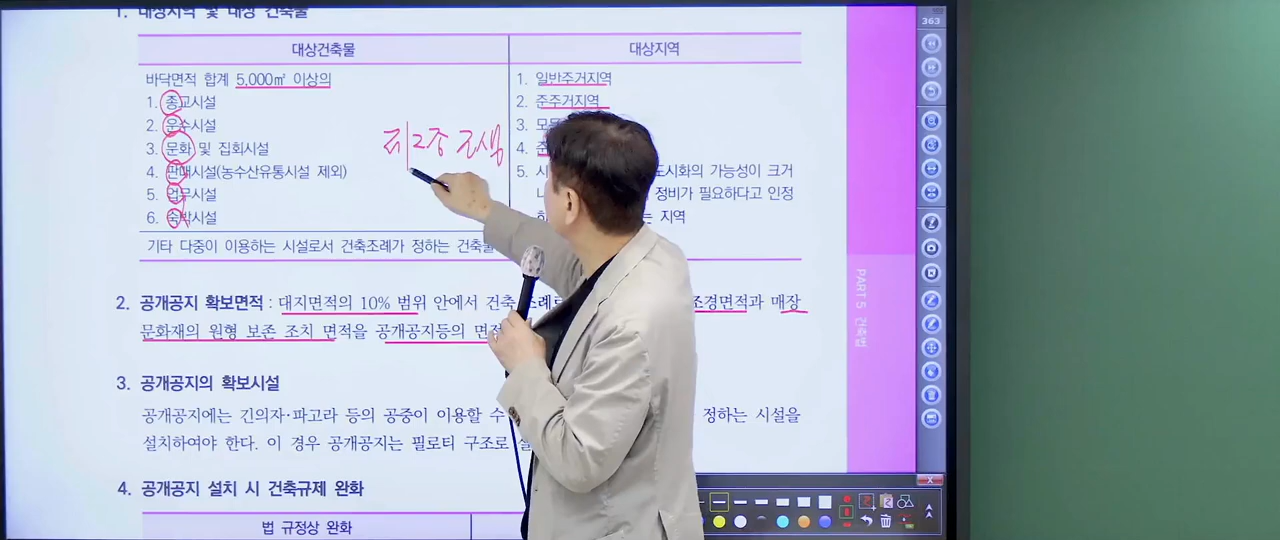 363
1. 대상지역 및 대상 건축물
대상건축물
대상지역
바닥면적 합계 5,000㎡ 이상의
1. 종교시설
2. 운수시설
3. 문화 및 집회시설
4. 판매시설(농수산유통시설 제외)
5. 업무시설
6. 숙박시설
기타 다중이 이용하는 시설로서 건축조례가 정하는 건축물
1. 일반주거지역
2. 준주거지역
3. 모든
4. 준
5. 도시화의 가능성이 크거
정비가 필요하다고 인정
는 지역
2. 공개공지 확보면적 : 대지면적의 10% 범위 안에서 건축조례로 조경면적과 매장
문화재의 원형 보존 조치 면적을 공개공지등의 면적
3. 공개공지의 확보시설
공개공지에는 긴의자·파고라 등의 공중이 이용할 수 정하는 시설을
설치하여야 한다. 이 경우 공개공지는 필로티 구조로
4. 공개공지 설치 시 건축규제 완화
법 규정상 완화
PART 5 건축법